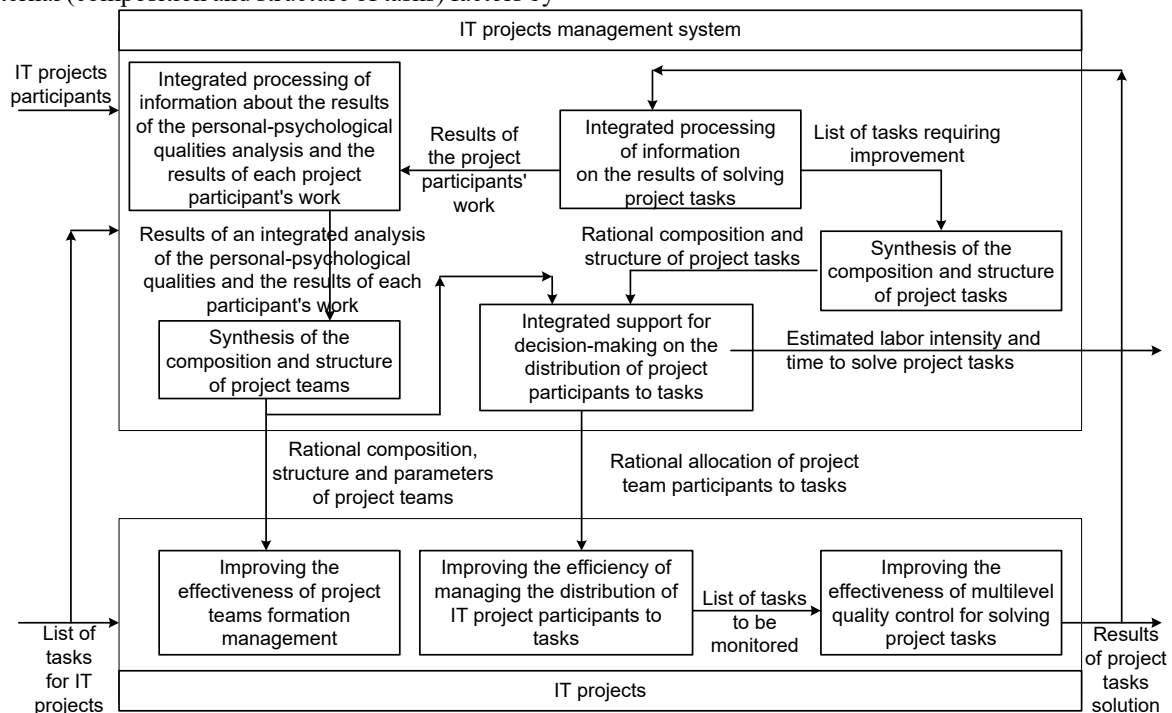 ternal (composition and structure of tasks) factors by
IT projects management system
IT projects
participants
Integrated processing of
information about the results
of the personal-psychological
qualities analysis and the
results of each project
participant's work
Results of
the project
participants'
work
Integrated processing
of information
on the results of solving
project tasks
List of tasks requiring
improvement
Results of an integrated analysis
of the personal-psychological
qualities and the results of each
participant's work
Rational composition and
structure of project tasks
Synthesis of the
composition and structure
of project tasks
Synthesis of the
composition and structure
of project teams
Integrated support for
decision-making on the
distribution of project
participants to tasks
Estimated labor intensity and
time to solve project tasks
Rational composition,
structure and parameters
of project teams
Rational allocation of project
team participants to tasks
Improving the
effectiveness of project
teams formation
management
Improving the efficiency of
managing the distribution of
IT project participants to
tasks
List of tasks
to be
monitored
Improving the
effectiveness of multilevel
quality control for solving
project tasks
List of
tasks
for IT
projects
Results
of project
tasks
solution
IT projects